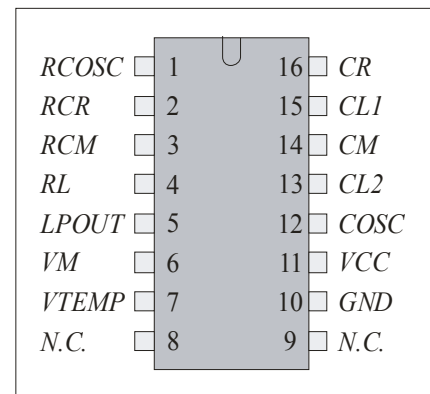 RCOSC 1 16 CR
RCR 2 15 CL1
RCM 3 14 CM
RL 4 13 CL2
LPOUT 5 12 COSC
VM 6 11 VCC
VTEMP 7 10 GND
N.C. 8 9 N.C.